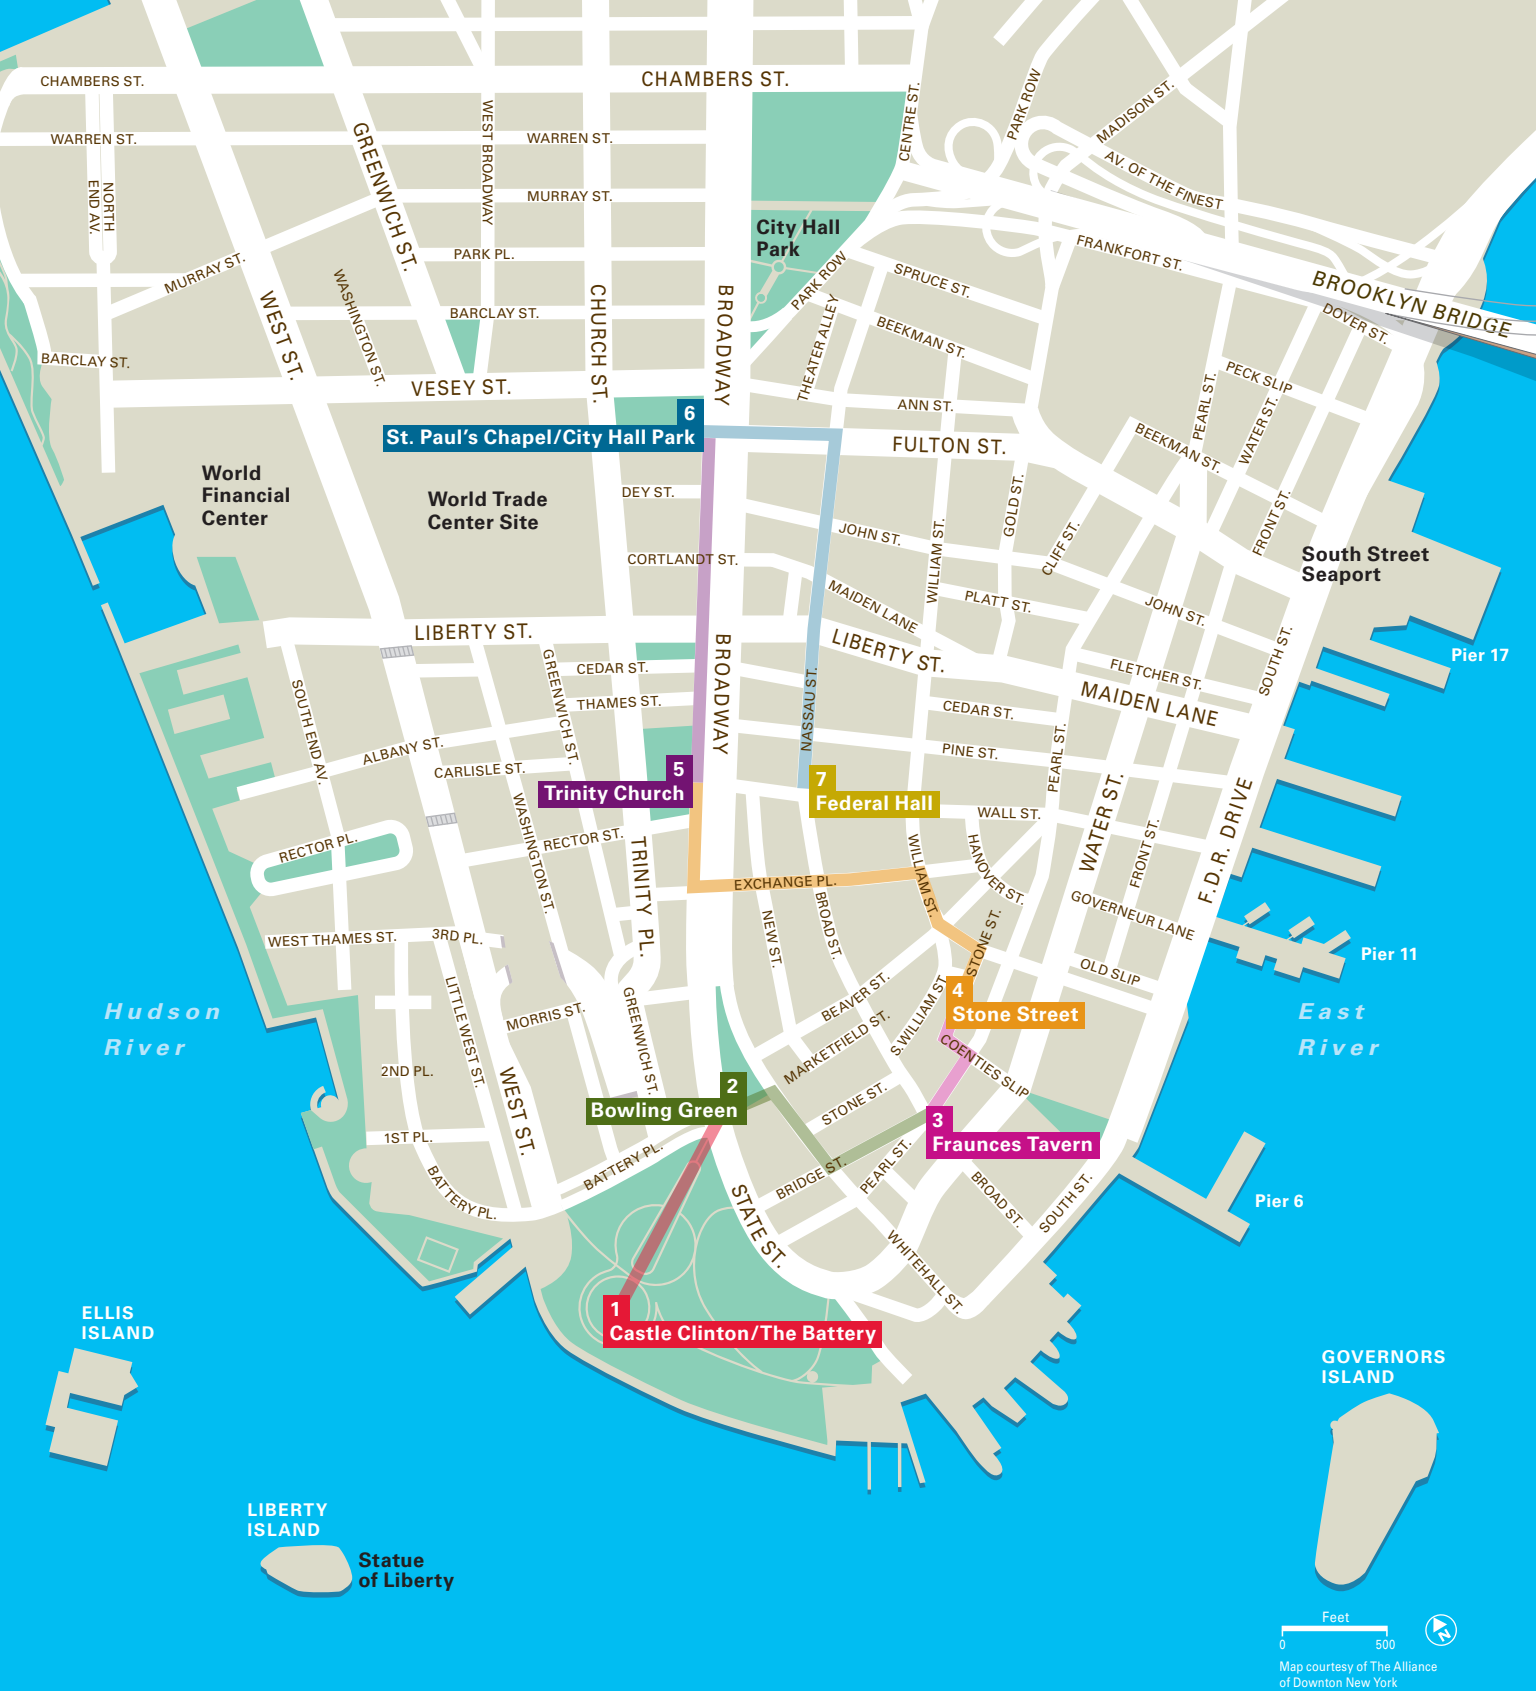 CHAMBERS ST.
CHAMBERS ST.
CENTRE ST.
PARK ROW
MADISON ST.
WARREN ST.
WARREN ST.
GREENWICH ST.
WEST BROADWAY
AV. OF THE FINEST
NORTH
END AV.
MURRAY ST.
City Hall
Park
MURRAY ST.
PARK PL.
PARK ROW
SPRUCE ST.
FRANKFORT ST.
BROOKLYN BRIDGE
WEST ST.
WASHINGTON ST.
BARCLAY ST.
CHURCH ST.
BROADWAY
THEATER ALLEY
BEEKMAN ST.
DOVER ST.
BARCLAY ST.
VESEY ST.
ANN ST.
PECK SLIP
PEARL ST.
WATER ST.
6
St. Paul's Chapel/City Hall Park
FULTON ST.
BEEKMAN ST.
World
Financial
Center
World Trade
Center Site
DEY ST.
JOHN ST.
WILLIAM ST.
GOLD ST.
CLIFF ST.
FRONT ST.
South Street
Seaport
CORTLANDT ST.
MAIDEN LANE
PLATT ST.
JOHN ST.
LIBERTY ST.
LIBERTY ST.
SOUTH ST.
Pier 17
CEDAR ST.
BROADWAY
NASSAU ST.
FLETCHER ST.
MAIDEN LANE
SOUTH END AV.
GREENWICH ST.
THAMES ST.
CEDAR ST.
ALBANY ST.
CARLISLE ST.
PINE ST.
PEARL ST.
5
Trinity Church
7
Federal Hall
WALL ST.
WATER ST.
F.D.R. DRIVE
RECTOR PL.
WASHINGTON ST.
RECTOR ST.
TRINITY PL.
EXCHANGE PL.
WILLIAM ST.
HANOVER ST.
FRONT ST.
GOVERNEUR LANE
WEST THAMES ST.
3RD PL.
NEW ST.
BROAD ST.
STONE ST.
OLD SLIP
Pier 11
Hudson
River
LITTLE WEST ST.
MORRIS ST.
GREENWICH ST.
BEAVER ST.
S.WILLIAM ST.
4
Stone Street
East
River
MARKETFIELD ST.
COENTIES SLIP
2ND PL.
WEST ST.
2
Bowling Green
STONE ST.
3
Fraunces Tavern
1ST PL.
BATTERY PL.
BATTERY PL.
BRIDGE ST.
PEARL ST.
BROAD ST.
SOUTH ST.
Pier 6
STATE ST.
WHITEHALL ST.
1
Castle Clinton/The Battery
ELLIS
ISLAND
GOVERNORS
ISLAND
LIBERTY
ISLAND
Statue
of Liberty
Feet
0 500
N
Map courtesy of The Alliance
of Downton New York